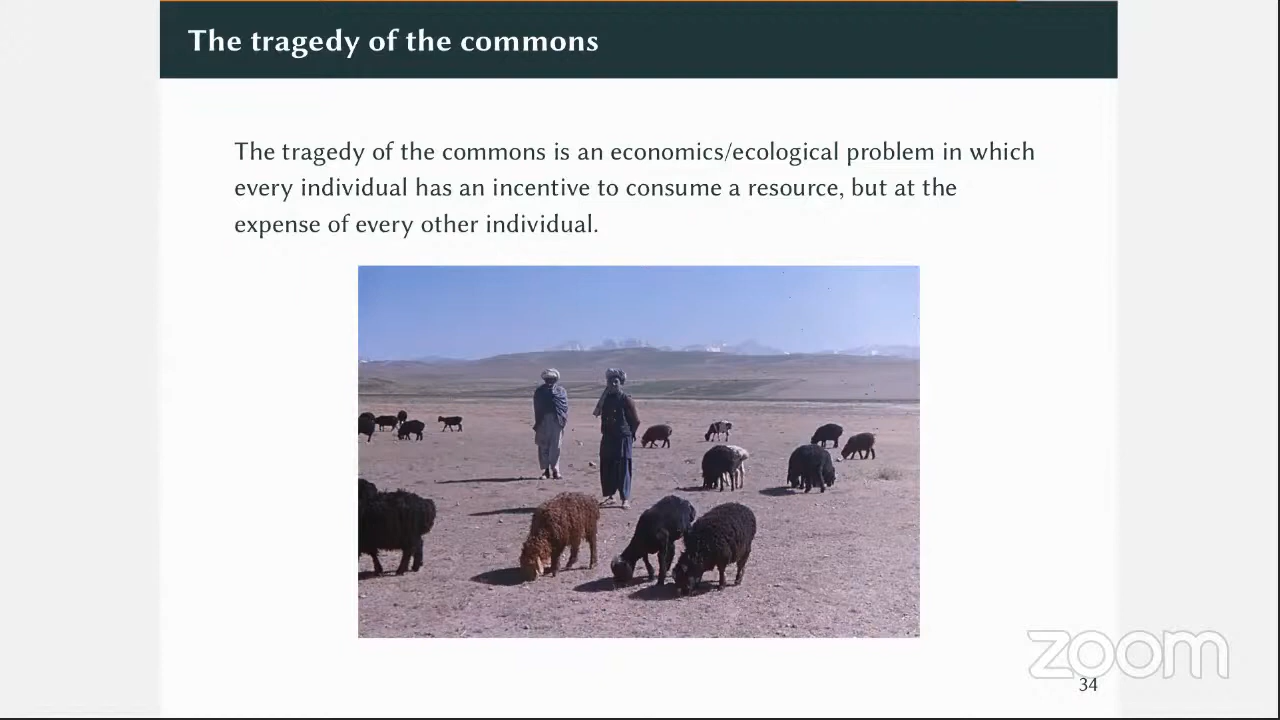 The tragedy of the commons
The tragedy of the commons is an economics/ecological problem in which
every individual has an incentive to consume a resource, but at the
expense of every other individual.
zoom
34